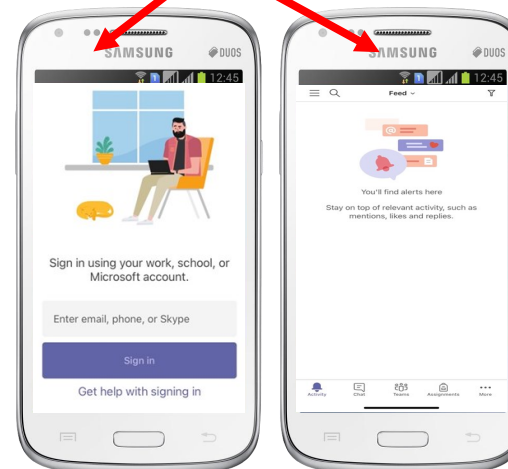 SAMSUNG DUOS
12:45
Sign in using your work, school, or
Microsoft account.
Enter email, phone, or Skype
Sign in
Get help with signing in
SAMSUNG DUOS
1 12:45
Feed
You'll find alerts here
Stay on top of relevant activity, such as
mentions, likes and replies.
Activity Chat Teams Assignments More